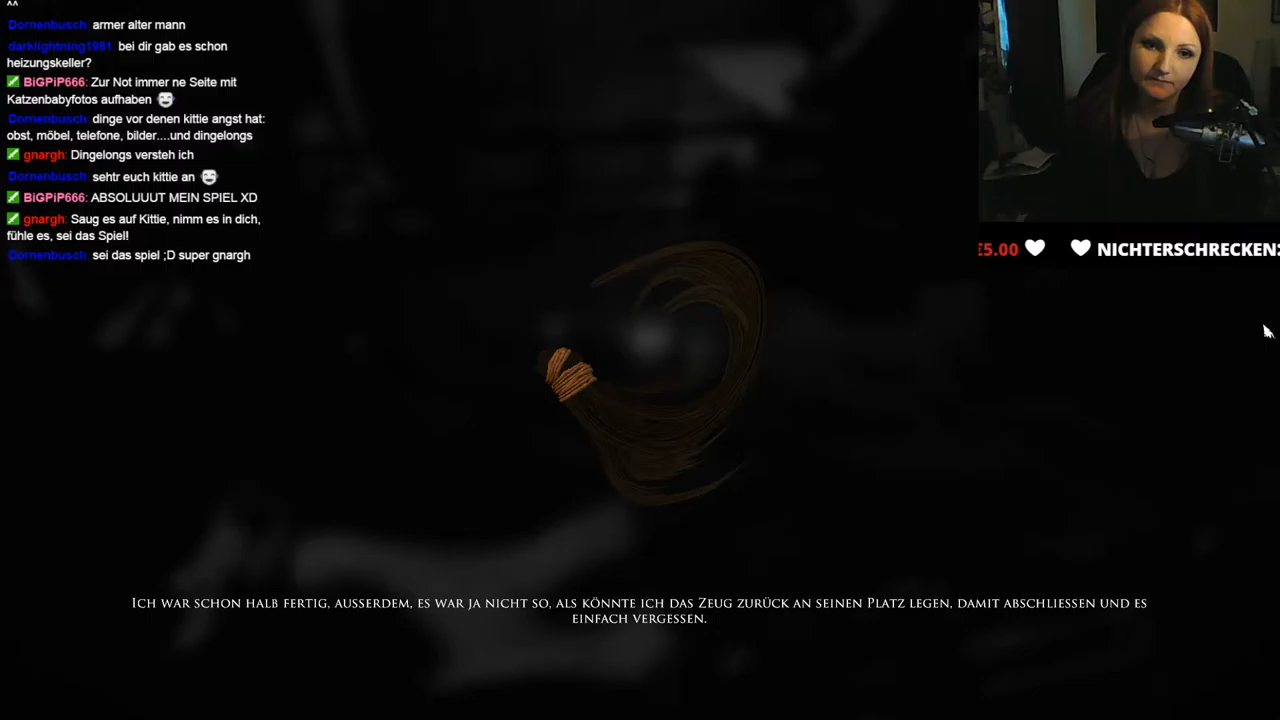 ^^
Dornenbusch: armer alter mann
darklightning1981 bei dir gab es schon
heizungskeller?
BiGPiP666: Zur Not immer ne Seite mit
Katzenbabyfotos aufhaben
Dornenbusch: dinge vor denen kittie angst hat:
obst, möbel, telefone, bilder....und dingelongs
gnargh: Dingelongs versteh ich
Dornenbusch: sehtr euch kittie an
BiGPiP666: ABSOLUUUT MEIN SPIEL XD
gnargh: Saug es auf Kittie, nimm es in dich,
fühle es, sei das Spiel!
Dornenbusch: sei das spiel ;D super gnargh
£5.00 NICHTERSCHRECKEN:
Ich war schon halb fertig, ausserdem, es war ja nicht so, als könnte ich das Zeug zurück an seinen Platz legen, damit abschliessen und es
einfach vergessen.